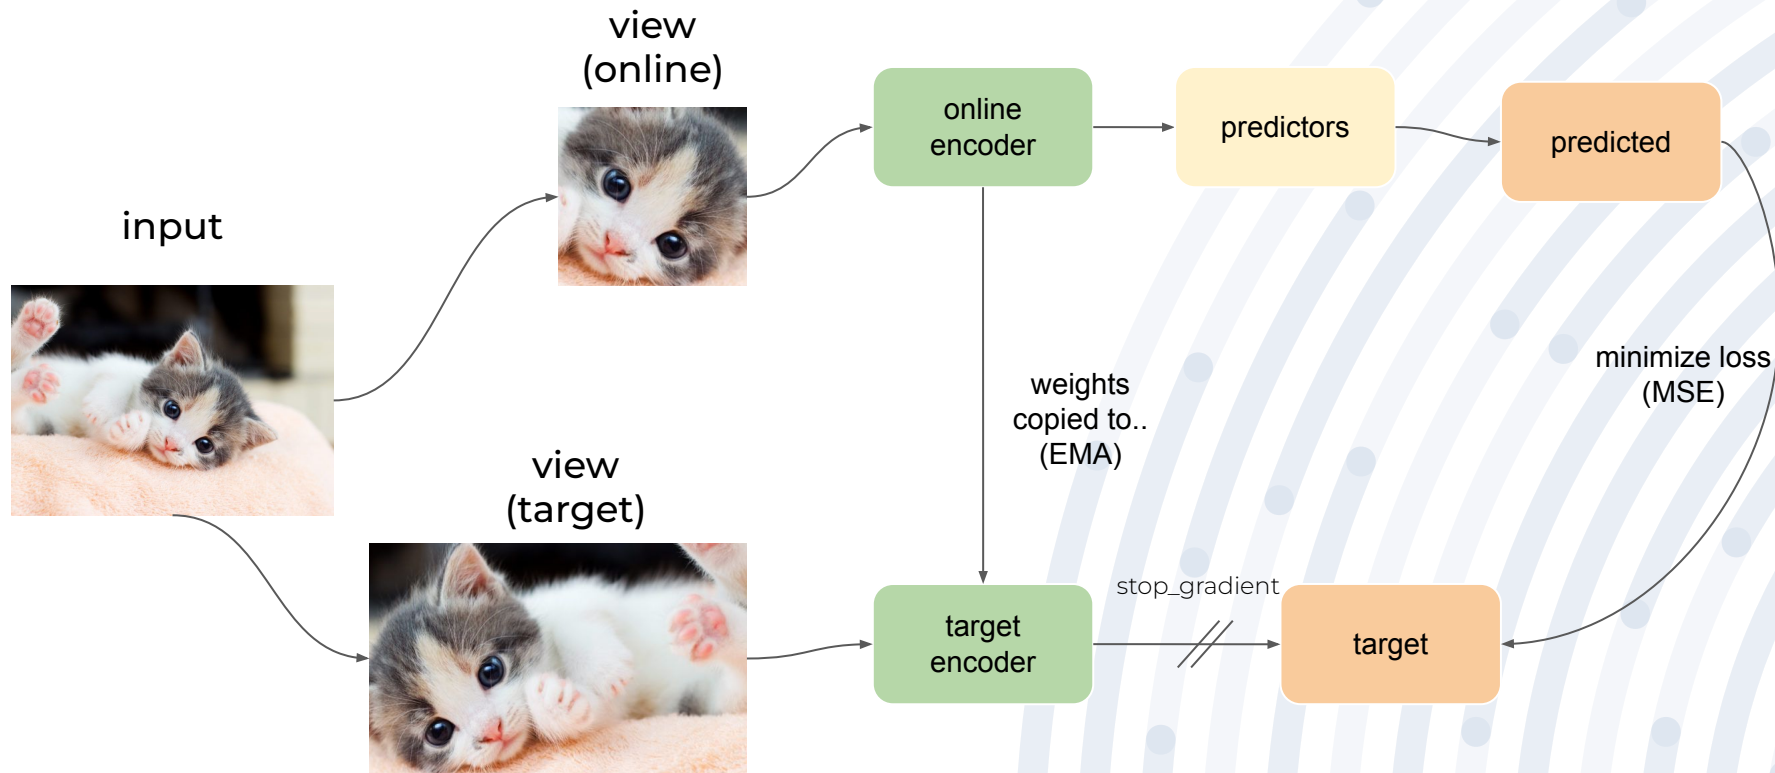 view
(online)
online
encoder
predictors
predicted
input
minimize loss
(MSE)
weights
copied to..
(EMA)
view
(target)
stop_gradient
target
encoder
target